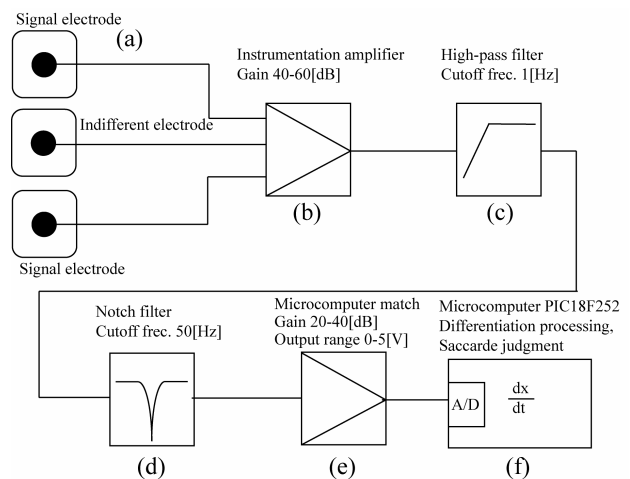 Signal electrode
(a)
Indifferent electrode
Signal electrode
Instrumentation amplifier
Gain 40-60[dB]
(b)
High-pass filter
Cutoff frec. 1[Hz]
(c)
Notch filter
Cutoff frec. 50[Hz]
(d)
Microcomputer match
Gain 20-40[dB]
Output range 0-5[V]
(e)
Microcomputer PIC18F252
Differentiation processing,
Saccarde judgment
A/D
dx
dt
(f)